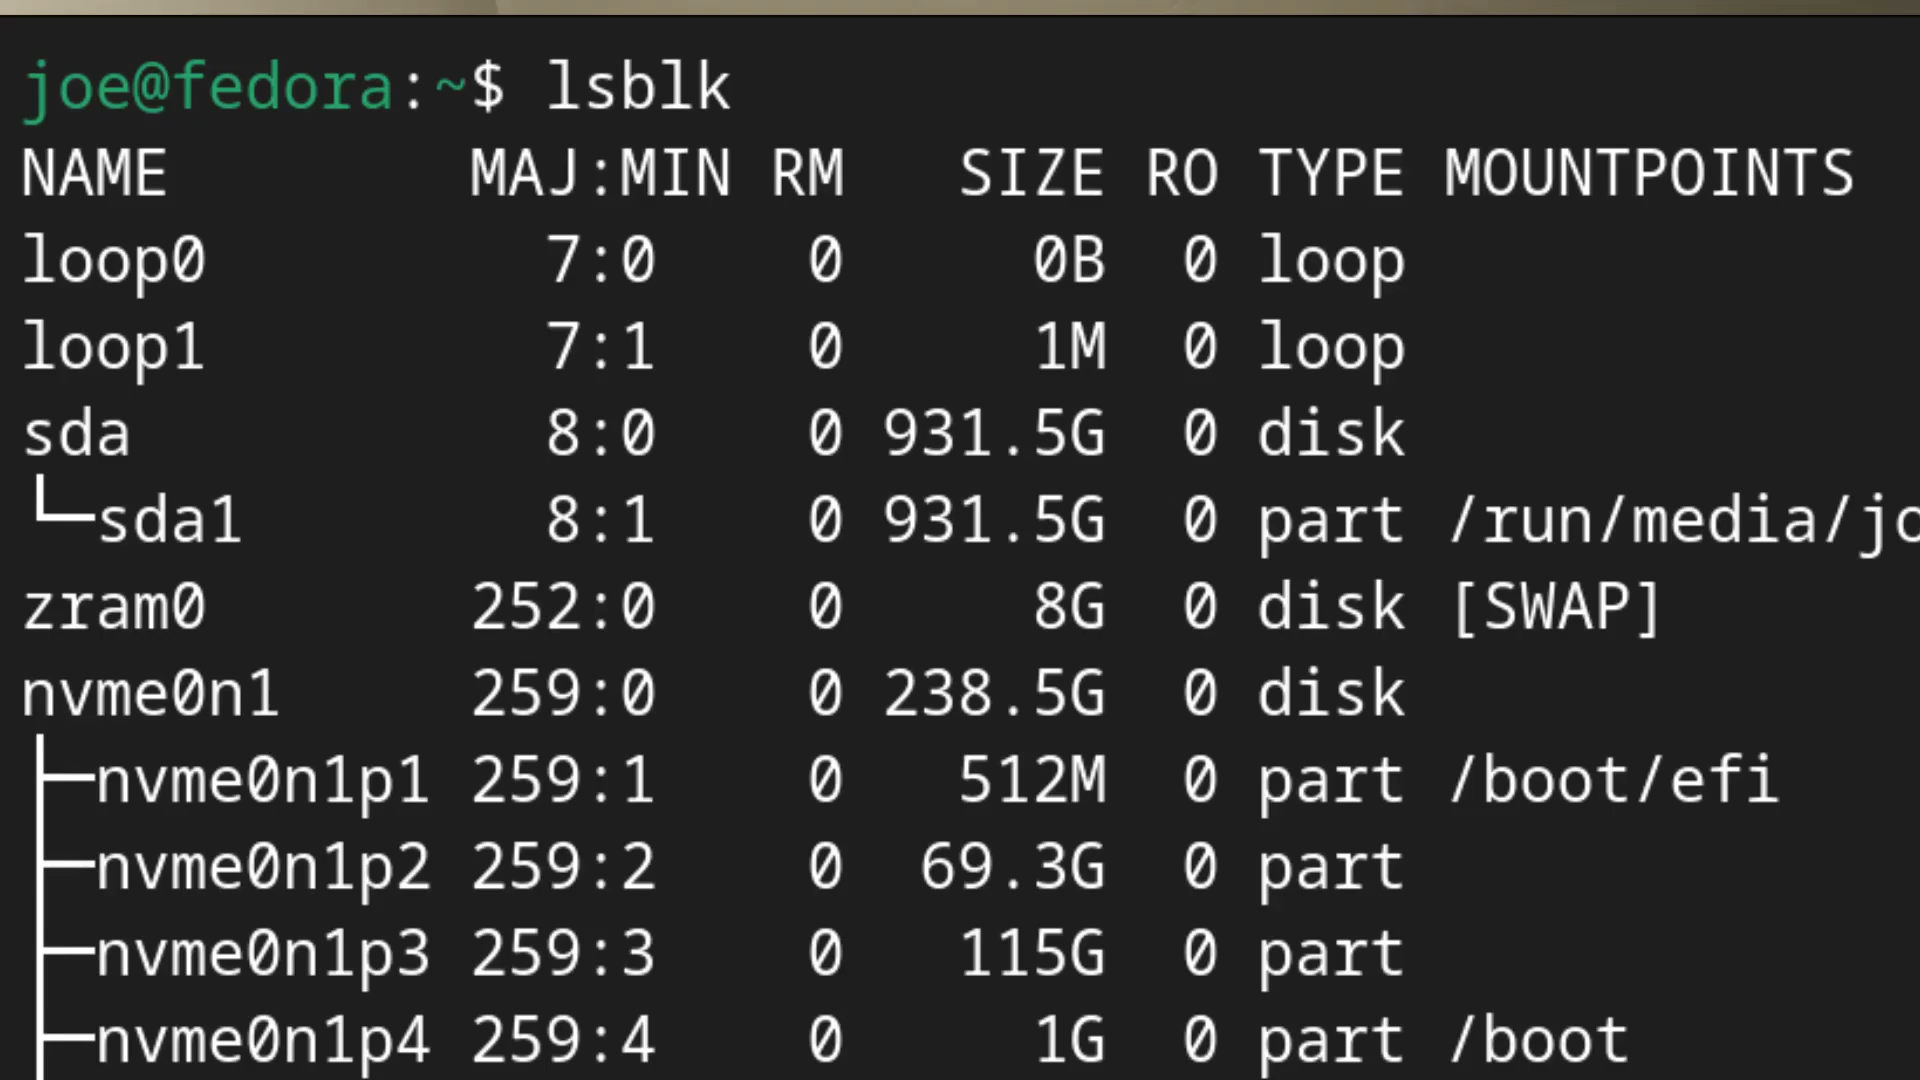 joe@fedora:~$ lsblk
NAME        MAJ:MIN RM   SIZE RO TYPE MOUNTPOINTS
loop0         7:0    0     0B  0 loop
loop1         7:1    0     1M  0 loop
sda           8:0    0 931.5G  0 disk
└─sda1        8:1    0 931.5G  0 part /run/media/jo
zram0       252:0    0     8G  0 disk [SWAP]
nvme0n1     259:0    0 238.5G  0 disk
├─nvme0n1p1 259:1    0   512M  0 part /boot/efi
├─nvme0n1p2 259:2    0  69.3G  0 part
├─nvme0n1p3 259:3    0   115G  0 part
├─nvme0n1p4 259:4    0     1G  0 part /boot